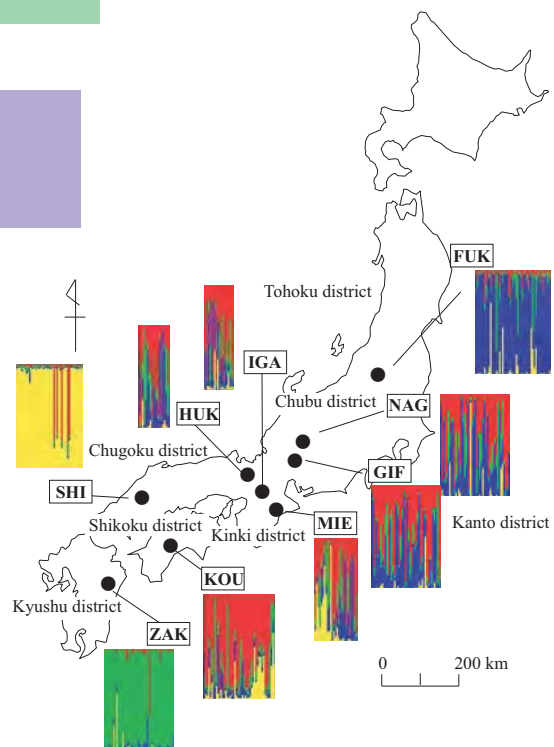 FUK
Tohoku district
IGA
Chubu district
NAG
HUK
Chugoku district
GIF
SHI
Kanto district
Shikoku district
Kinki district
MIE
KOU
Kyushu district
ZAK
0 200 km